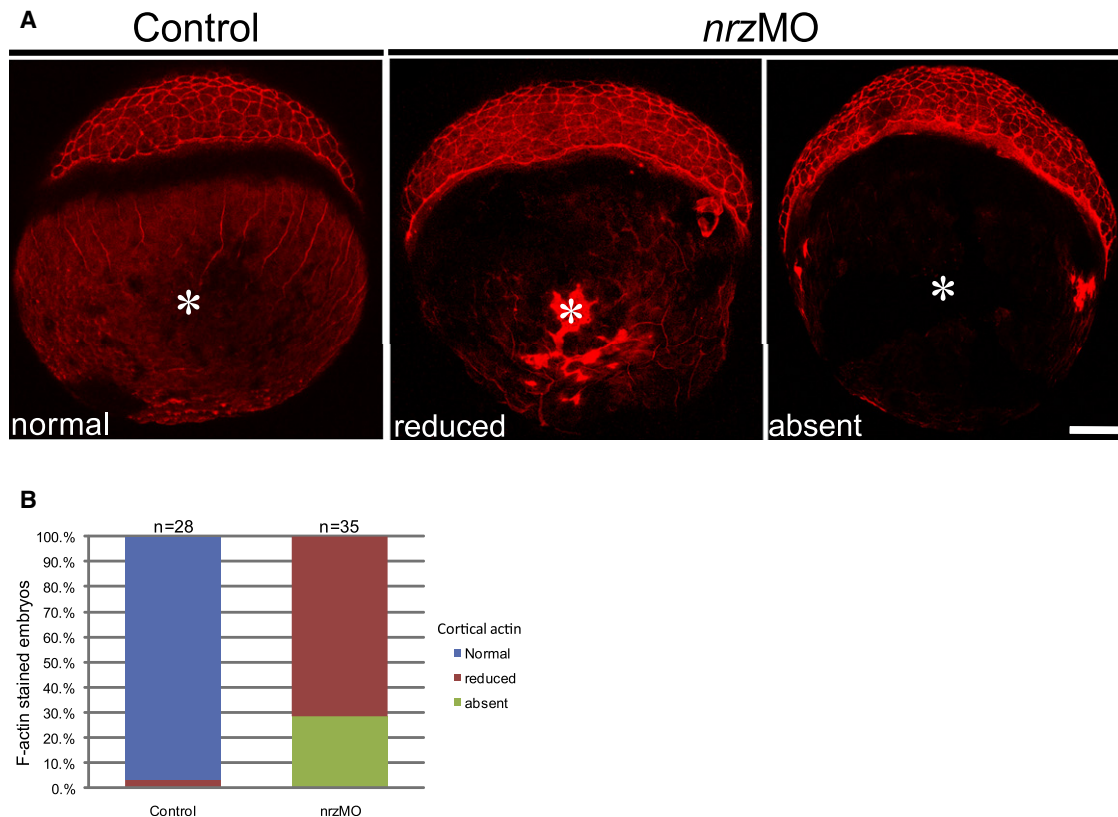 A
Control
nrzMO
*
*
*
normal
reduced
absent
B
n=28
n=35
100.%
90.%
80.%
70.%
60.%
50.%
40.%
30.%
20.%
10.%
0.%
F-actin stained embryos
Control
nrzMO
Cortical actin
Normal
reduced
absent